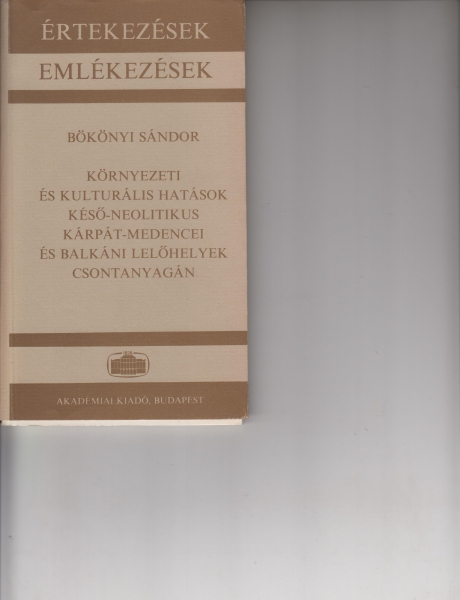 ÉRTEKEZÉSEK
EMLÉKEZÉSEK
BÖKÖNYI SÁNDOR
KÖRNYEZETI
ÉS KULTURÁLIS HATÁSOK
KÉSŐ-NEOLITIKUS
KÁRPÁT-MEDENCEI
ÉS BALKÁNI LELŐHELYEK
CSONTANYAGÁN
AKADÉMIAI KIADÓ, BUDAPEST